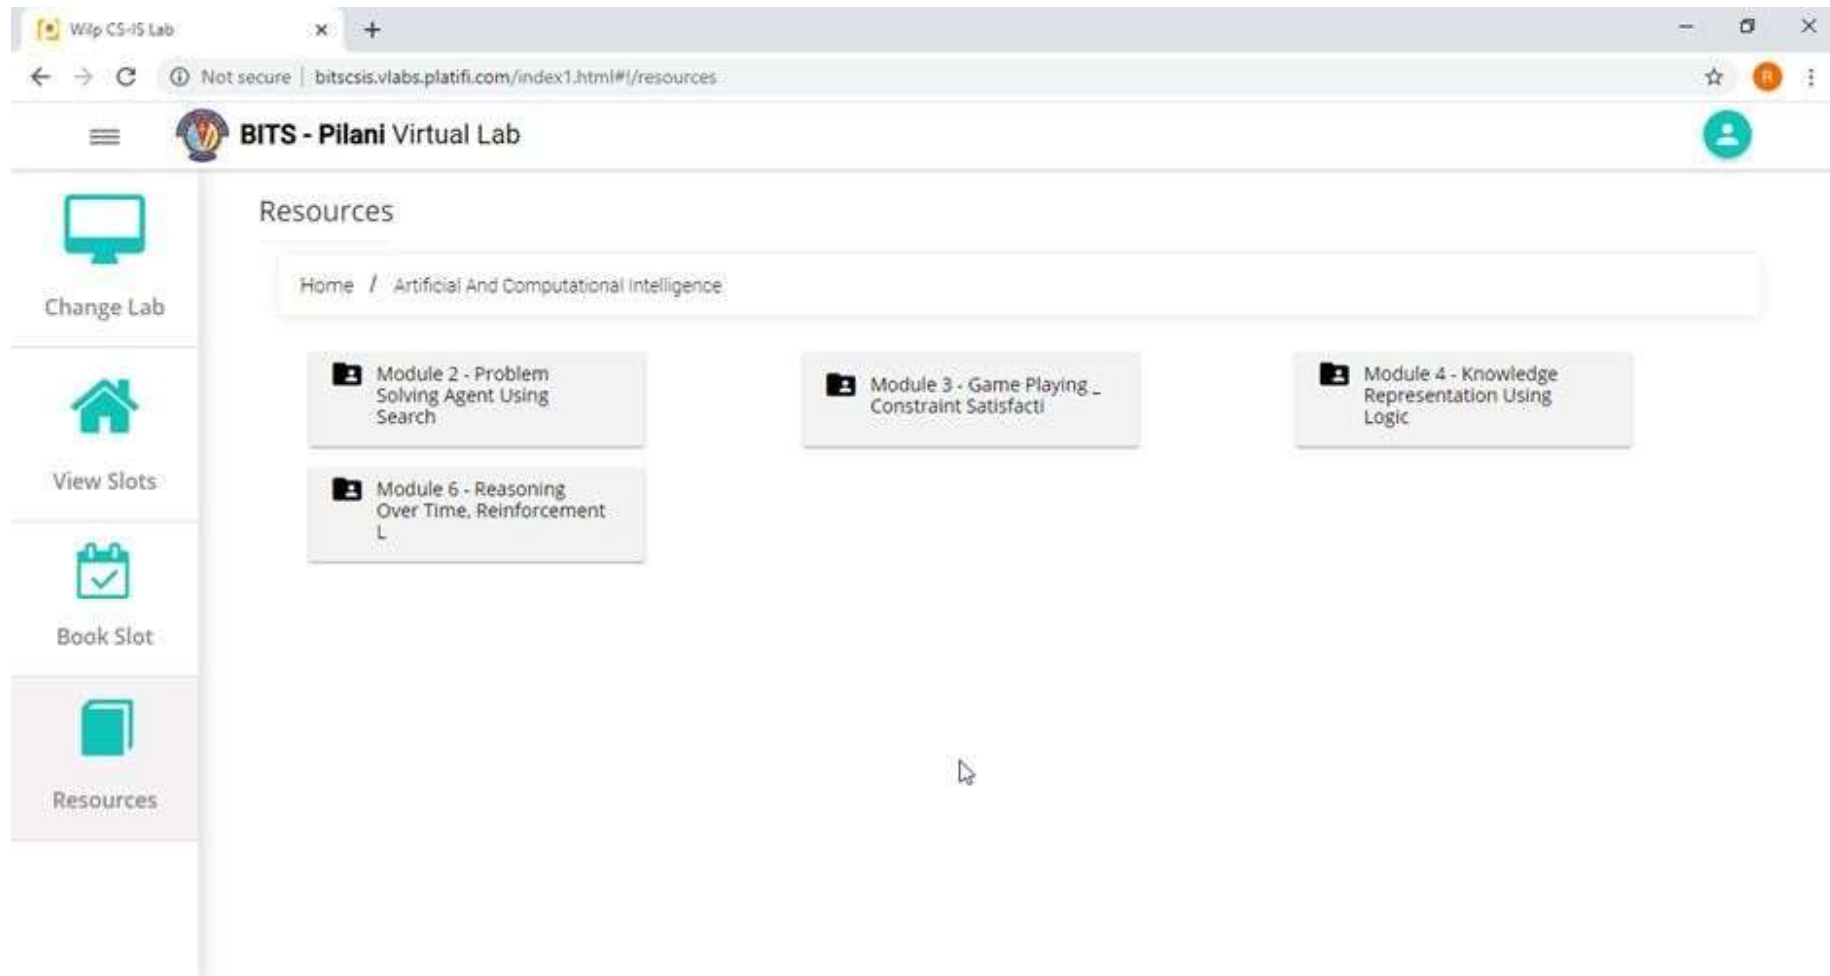 Wilp CS-IS Lab
Not secure | bitscsis.vlabs.platifi.com/index1.html#!/resources
R
BITS - Pilani Virtual Lab
Resources
Home / Artificial And Computational Intelligence
Change Lab
Module 2 - Problem
Solving Agent Using
Search
Module 3 - Game Playing _
Constraint Satisfacti
Module 4 - Knowledge
Representation Using
Logic
View Slots
Module 6 - Reasoning
Over Time, Reinforcement
L
Book Slot
Resources